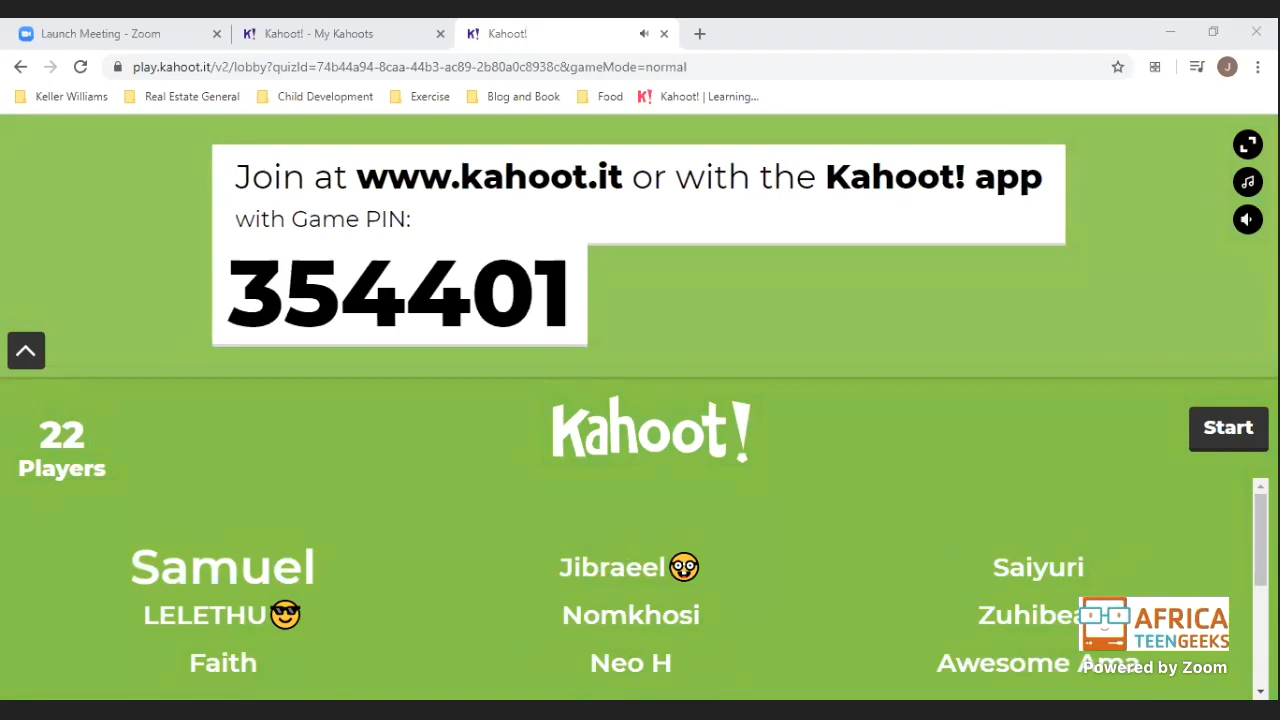 Launch Meeting - Zoom
Kahoot! - My Kahoots
Kahoot!
play.kahoot.it/v2/lobby?quizId=74b44a94-8caa-44b3-ac89-2b80a0c8938c&gameMode=normal
J
Keller Williams
Real Estate General
Child Development
Exercise
Blog and Book
Food
K! Kahoot! | Learning...
Join at www.kahoot.it or with the Kahoot! app
with Game PIN:
354401
22
Players
Kahoot!
Start
Samuel
Jibraeel
Saiyuri
LELETHU
Nomkhosi
Faith
Neo H
Awesome Ama
AFRICA
TEENGEEKS
Powered by Zoom